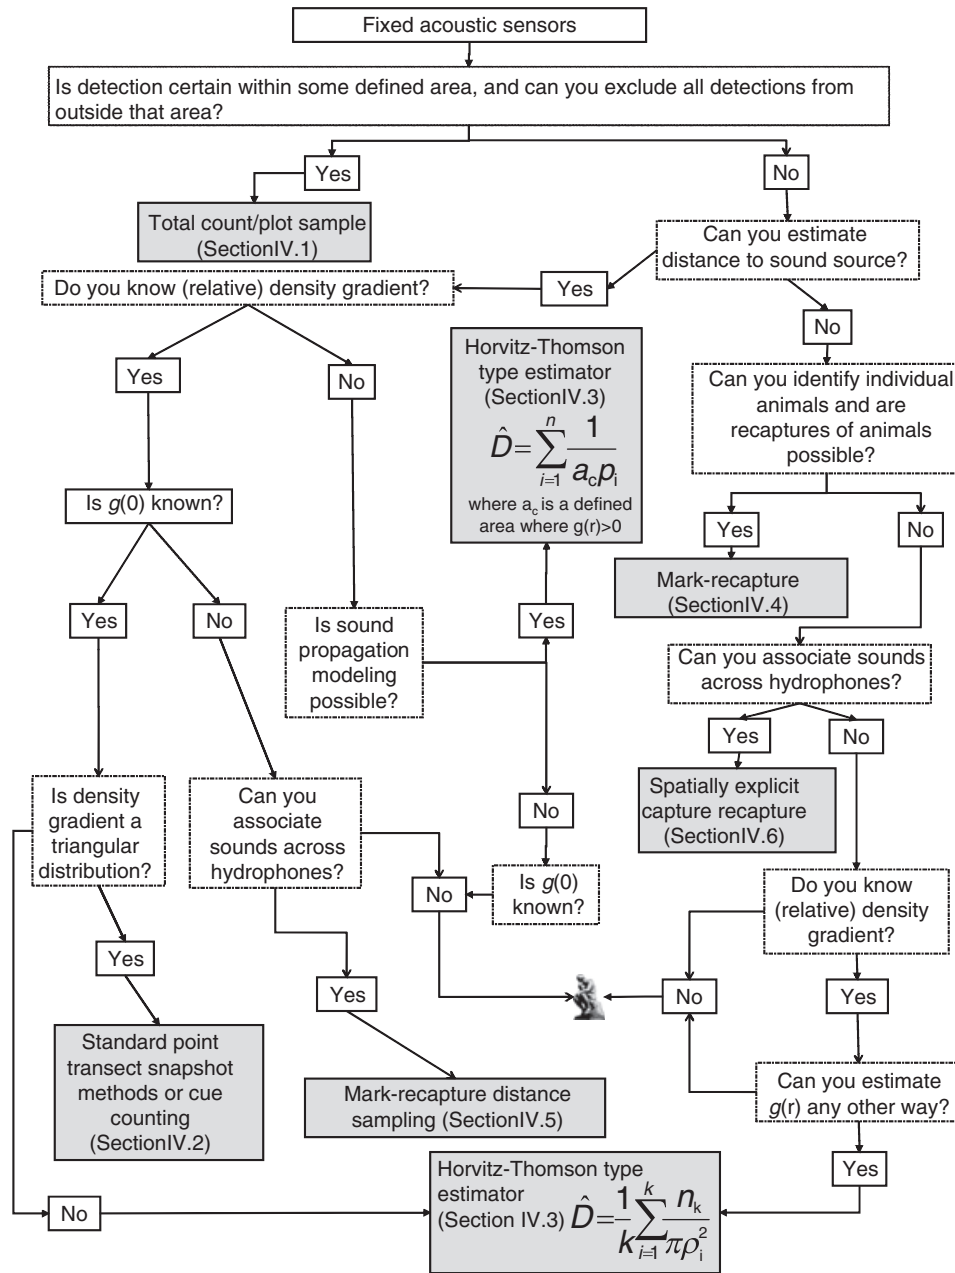 Fixed acoustic sensors
Is detection certain within some defined area, and can you exclude all detections from
outside that area?
Yes
No
Total count/plot sample
(SectionIV.1)
Can you estimate
distance to sound source?
Do you know (relative) density gradient?
Yes
No
Yes
No
Horvitz-Thomson
type estimator
(SectionIV.3)
D̂ = ∑ i=1 n 1 / a c p i
where a c is a defined
area where g(r)>0
Can you identify individual
animals and are
recaptures of animals
possible?
Is g(0) known?
Yes
No
Mark-recapture
(SectionIV.4)
Yes
No
Is sound
propagation
modeling
possible?
Yes
Can you associate sounds
across hydrophones?
Yes
No
Is density
gradient a
triangular
distribution?
Can you
associate
sounds across
hydrophones?
No
Spatially explicit
capture recapture
(SectionIV.6)
No
Is g(0)
known?
Do you know
(relative) density
gradient?
Yes
Yes
No
Yes
Standard point
transect snapshot
methods or cue
counting
(SectionIV.2)
Mark-recapture distance
sampling (SectionIV.5)
Can you estimate
g(r) any other way?
Yes
No
Horvitz-Thomson type
estimator
(Section IV.3) D̂ = 1 / k ∑ i=1 k n k / π ρ i 2